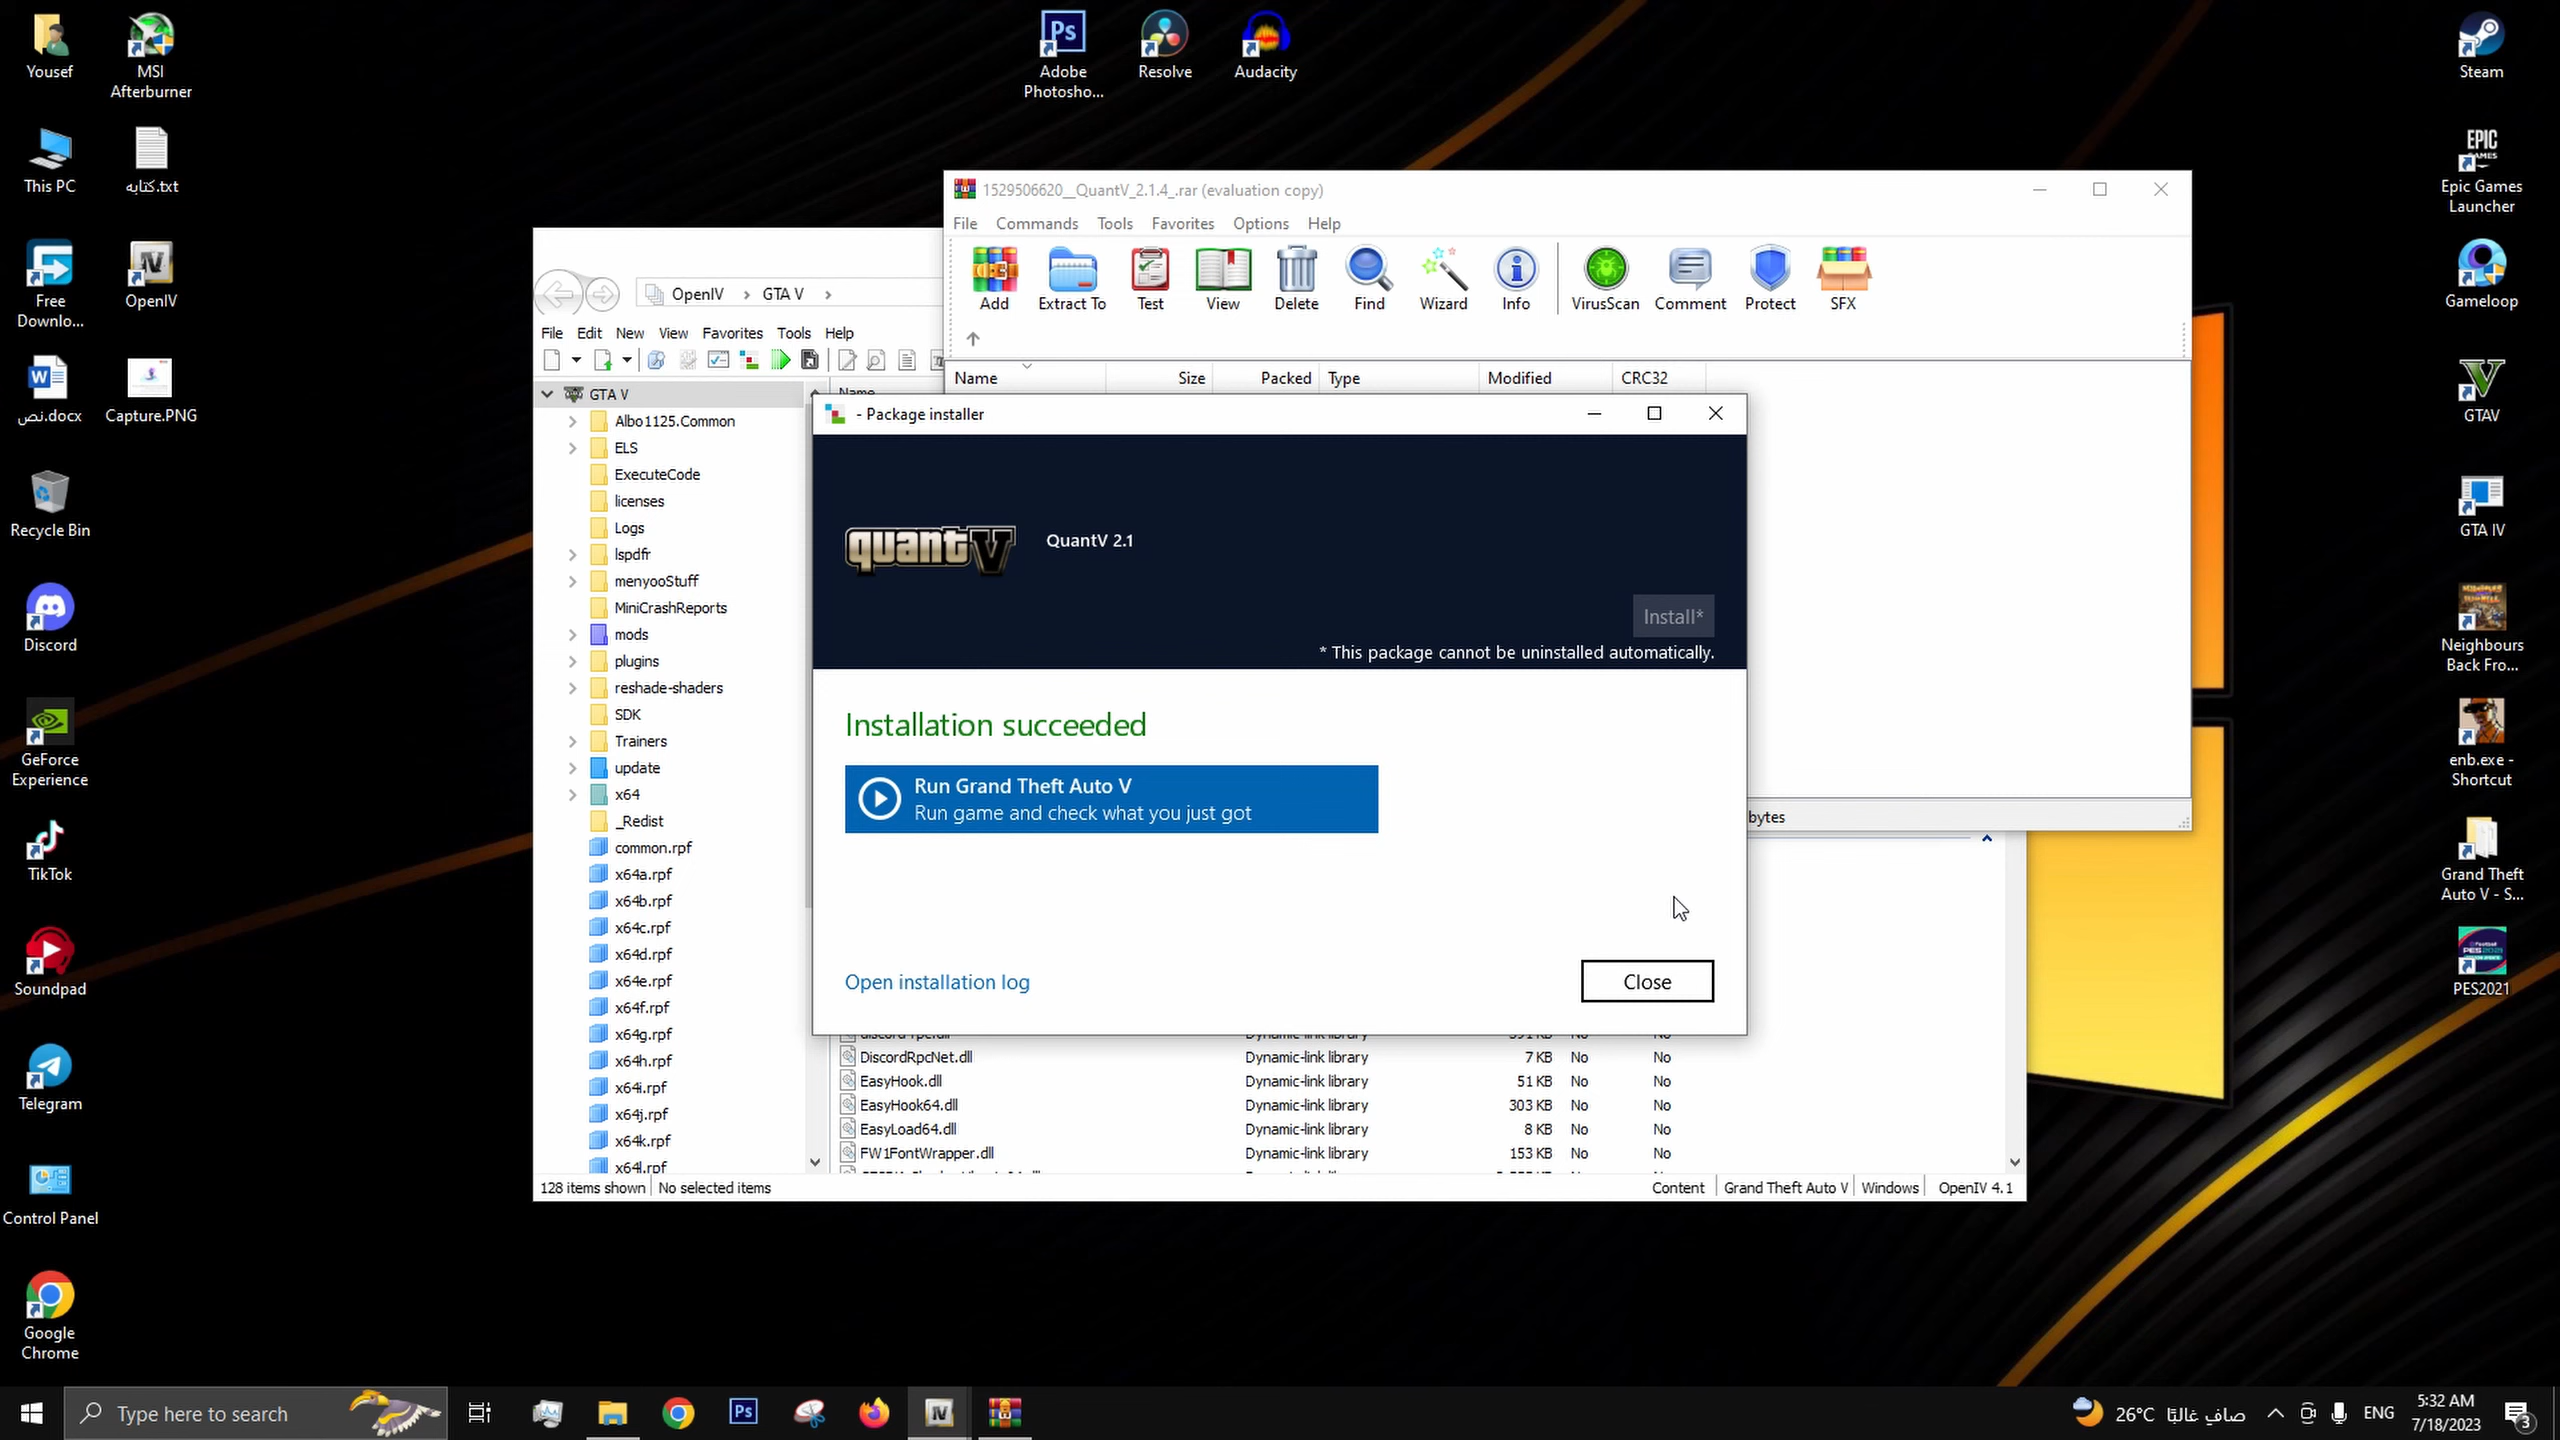 Yousef
MSI
Afterburner
This PC
كتابه.txt
Free
Downlo...
OpenIV
نص.docx
Capture.PNG
Recycle Bin
Discord
GeForce
Experience
TikTok
Soundpad
Telegram
Control Panel
Google
Chrome
Adobe
Photosho...
Resolve
Audacity
Steam
EPIC
GAMES
Epic Games
Launcher
Gameloop
GTAV
GTA IV
Neighbours
Back Fro...
enb.exe -
Shortcut
Grand Theft
Auto V - S...
PES2021
1529506620__QuantV_2.1.4_.rar (evaluation copy)
File Commands Tools Favorites Options Help
Add Extract To Test View Delete Find Wizard Info VirusScan Comment Protect SFX
Name Size Packed Type Modified CRC32
bytes
OpenIV GTA V
File Edit New View Favorites Tools Help
Name
GTA V
Albo1125.Common
ELS
ExecuteCode
licenses
Logs
lspdfr
menyooStuff
MiniCrashReports
mods
plugins
reshade-shaders
SDK
Trainers
update
x64
_Redist
common.rpf
x64a.rpf
x64b.rpf
x64c.rpf
x64d.rpf
x64e.rpf
x64f.rpf
x64g.rpf
x64h.rpf
x64i.rpf
x64j.rpf
x64k.rpf
x64l.rpf
- Package installer
quantV
QuantV 2.1
Install*
* This package cannot be uninstalled automatically.
Installation succeeded
Run Grand Theft Auto V
Run game and check what you just got
Open installation log
Close
DiscordRpcNet.dll Dynamic-link library 7 KB No No
EasyHook.dll Dynamic-link library 51 KB No No
EasyHook64.dll Dynamic-link library 303 KB No No
EasyLoad64.dll Dynamic-link library 8 KB No No
FW1FontWrapper.dll Dynamic-link library 153 KB No No
128 items shown No selected items Content Grand Theft Auto V Windows OpenIV 4.1
Type here to search
26°C صافٍ غالبًا
ENG
5:32 AM
7/18/2023
3